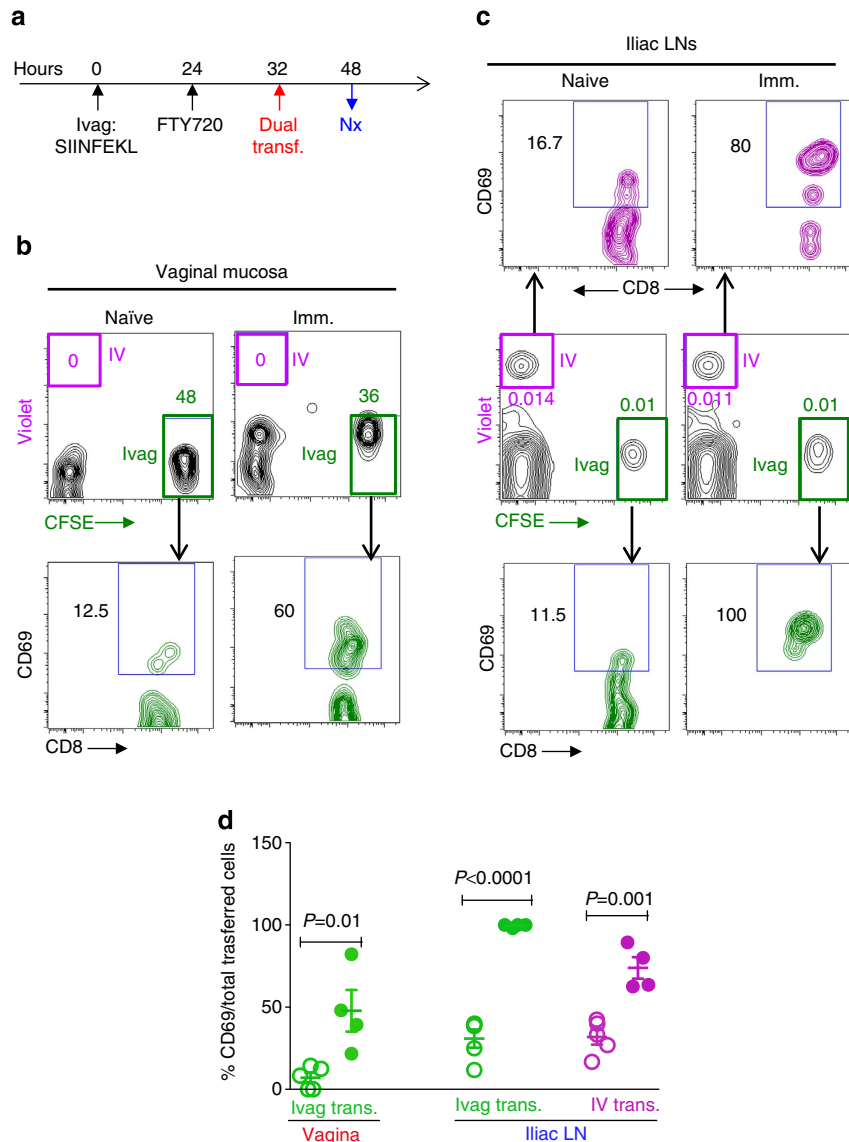 a
Hours 0 24 32 48
Ivag: SIINFEKL
FTY720
Dual transf.
Nx
b
Vaginal mucosa
Naïve Imm.
0 IV
48
Violet
Ivag
CFSE
0 IV
36
Ivag
12.5
60
CD69
CD8
c
Iliac LNs
Naive Imm.
16.7
80
CD69
CD8
IV
0.014
0.01
Violet
Ivag
CFSE
IV
0.011
0.01
Ivag
11.5
100
CD69
CD8
d
% CD69/total trasferred cells
150
100
50
0
P=0.01
P<0.0001
P=0.001
Ivag trans. Ivag trans. IV trans.
Vagina Iliac LN